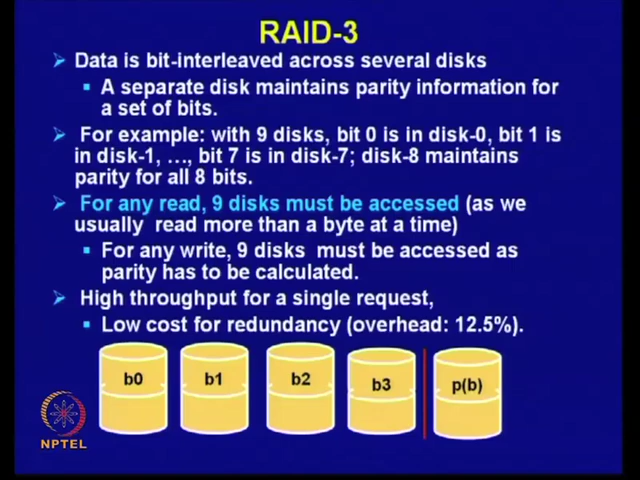 RAID-3
Data is bit-interleaved across several disks
A separate disk maintains parity information for
a set of bits.
For example: with 9 disks, bit 0 is in disk-0, bit 1 is
in disk-1, …, bit 7 is in disk-7; disk-8 maintains
parity for all 8 bits.
For any read, 9 disks must be accessed (as we
usually read more than a byte at a time)
For any write, 9 disks must be accessed as
parity has to be calculated.
High throughput for a single request,
Low cost for redundancy (overhead: 12.5%).
b0 b1 b2 b3 p(b)
NPTEL